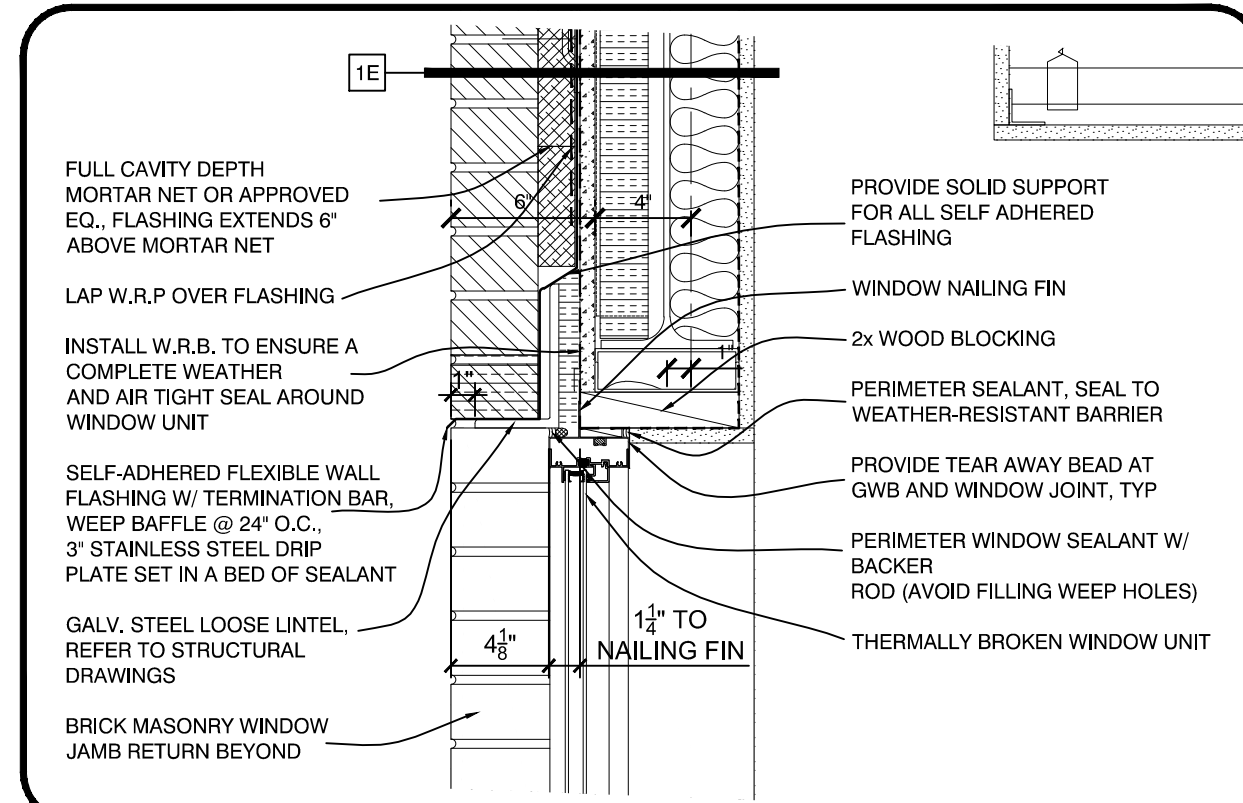 1E
FULL CAVITY DEPTH
MORTAR NET OR APPROVED
EQ., FLASHING EXTENDS 6"
ABOVE MORTAR NET
LAP W.R.P OVER FLASHING
INSTALL W.R.B. TO ENSURE A
COMPLETE WEATHER
AND AIR TIGHT SEAL AROUND
WINDOW UNIT
SELF-ADHERED FLEXIBLE WALL
FLASHING W/ TERMINATION BAR,
WEEP BAFFLE @ 24" O.C.,
3" STAINLESS STEEL DRIP
PLATE SET IN A BED OF SEALANT
GALV. STEEL LOOSE LINTEL,
REFER TO STRUCTURAL
DRAWINGS
BRICK MASONRY WINDOW
JAMB RETURN BEYOND
6"
4"
1"
1"
4 1/8"
1 1/4" TO
NAILING FIN
PROVIDE SOLID SUPPORT
FOR ALL SELF ADHERED
FLASHING
WINDOW NAILING FIN
2x WOOD BLOCKING
PERIMETER SEALANT, SEAL TO
WEATHER-RESISTANT BARRIER
PROVIDE TEAR AWAY BEAD AT
GWB AND WINDOW JOINT, TYP
PERIMETER WINDOW SEALANT W/
BACKER
ROD (AVOID FILLING WEEP HOLES)
THERMALLY BROKEN WINDOW UNIT